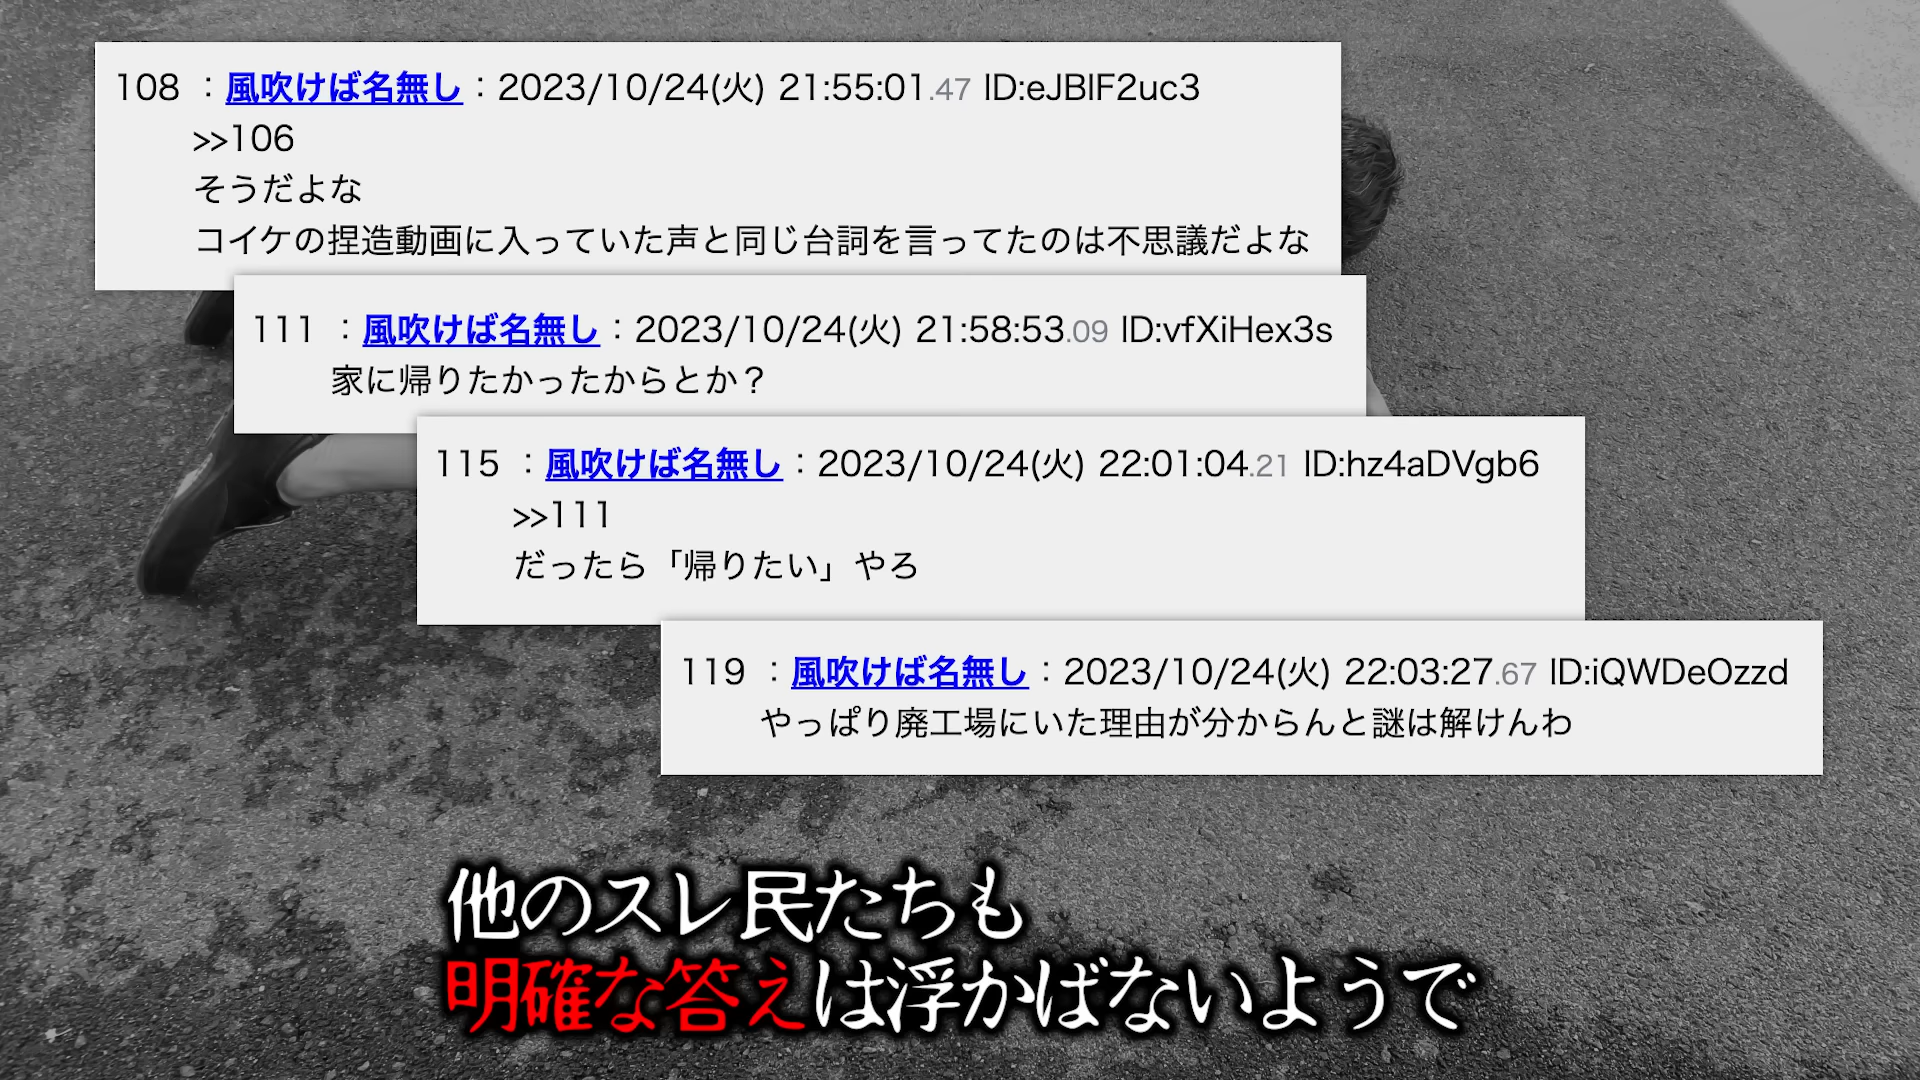 108 ：風吹けば名無し：2023/10/24(火) 21:55:01.47 ID:eJBIF2uc3
>>106
そうだよな
コイケの捏造動画に入っていた声と同じ台詞を言ってたのは不思議だよな
111 ：風吹けば名無し：2023/10/24(火) 21:58:53.09 ID:vfXiHex3s
家に帰りたかったからとか？
115 ：風吹けば名無し：2023/10/24(火) 22:01:04.21 ID:hz4aDVgb6
>>111
だったら「帰りたい」やろ
119 ：風吹けば名無し：2023/10/24(火) 22:03:27.67 ID:iQWDeOzzd
やっぱり廃工場にいた理由が分からんと謎は解けんわ
他のスレ民たちも
明確な答えは浮かばないようで